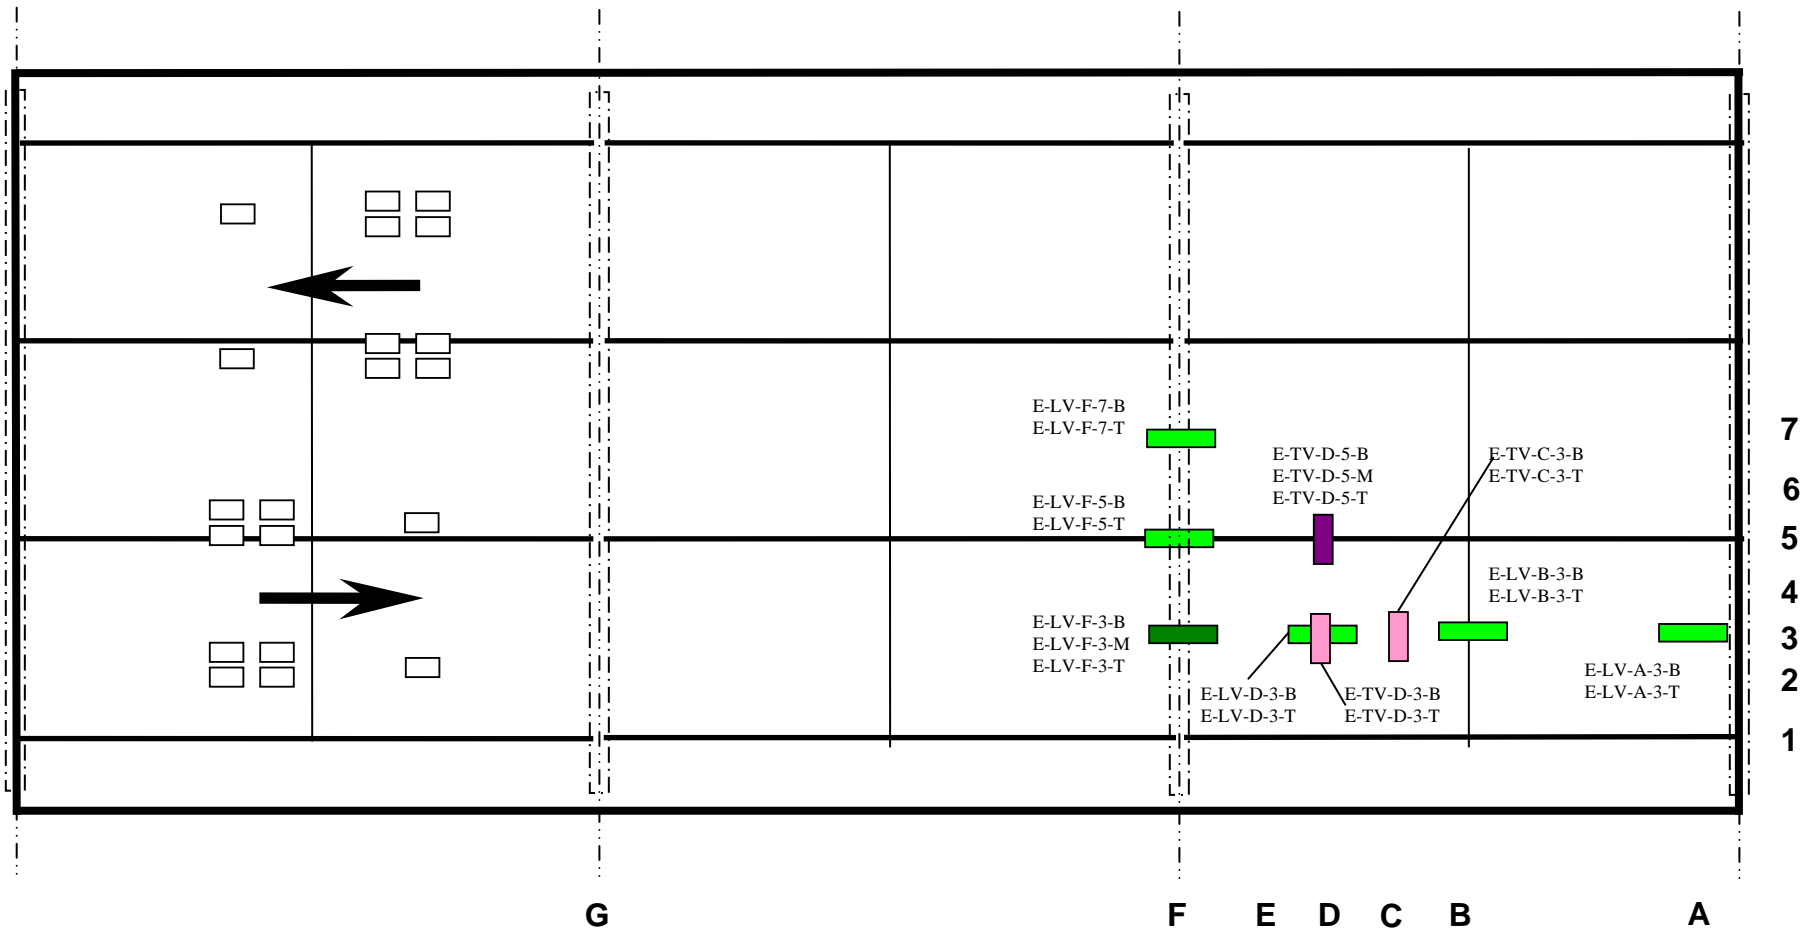 E-LV-F-7-B
E-LV-F-7-T
7
E-TV-D-5-B
E-TV-D-5-M
E-TV-D-5-T
E-TV-C-3-B
E-TV-C-3-T
6
E-LV-F-5-B
E-LV-F-5-T
5
E-LV-B-3-B
E-LV-B-3-T
4
E-LV-F-3-B
E-LV-F-3-M
E-LV-F-3-T
3
E-LV-A-3-B
E-LV-A-3-T
2
E-LV-D-3-B
E-LV-D-3-T
E-TV-D-3-B
E-TV-D-3-T
1
G F E D C B A